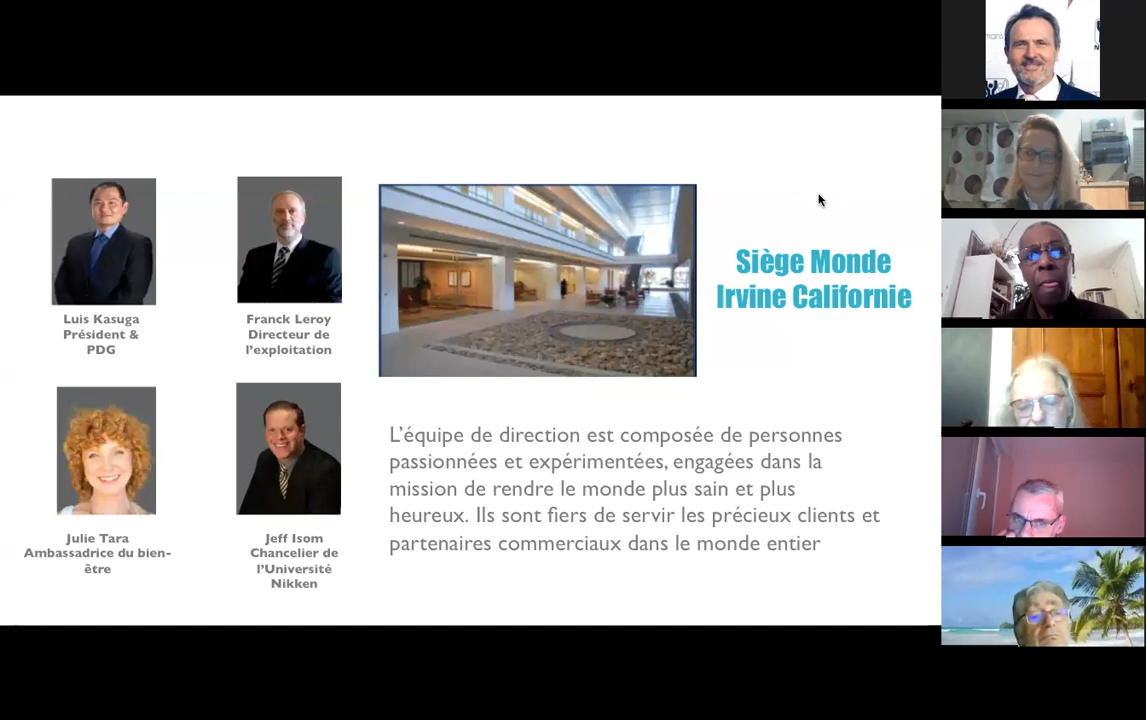 Luis Kasuga
Président &
PDG
Franck Leroy
Directeur de
l'exploitation
Siège Monde
Irvine Californie
Julie Tara
Ambassadrice du bien-
être
Jeff Isom
Chancelier de
l'Université
Nikken
L'équipe de direction est composée de personnes
passionnées et expérimentées, engagées dans la
mission de rendre le monde plus sain et plus
heureux. Ils sont fiers de servir les précieux clients et
partenaires commerciaux dans le monde entier